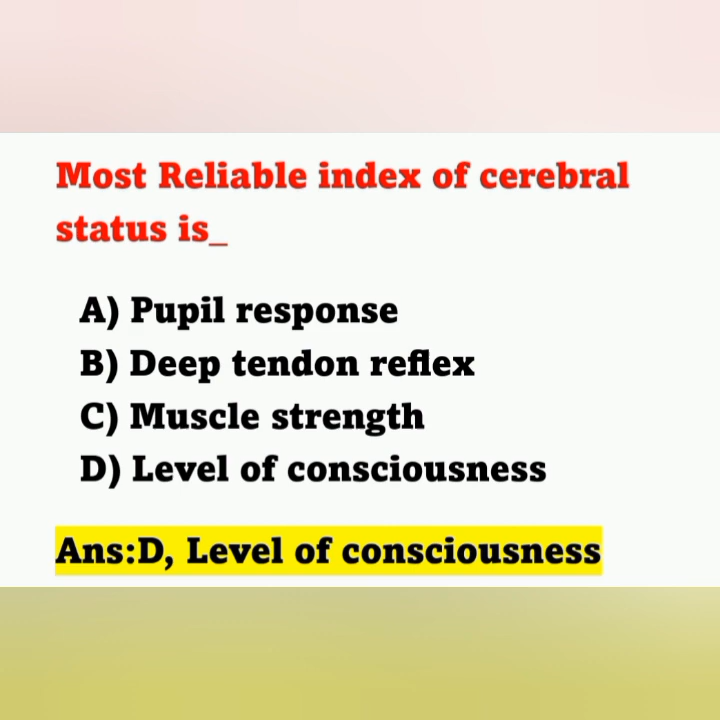 Most Reliable index of cerebral
status is_
A) Pupil response
B) Deep tendon reflex
C) Muscle strength
D) Level of consciousness
Ans:D, Level of consciousness